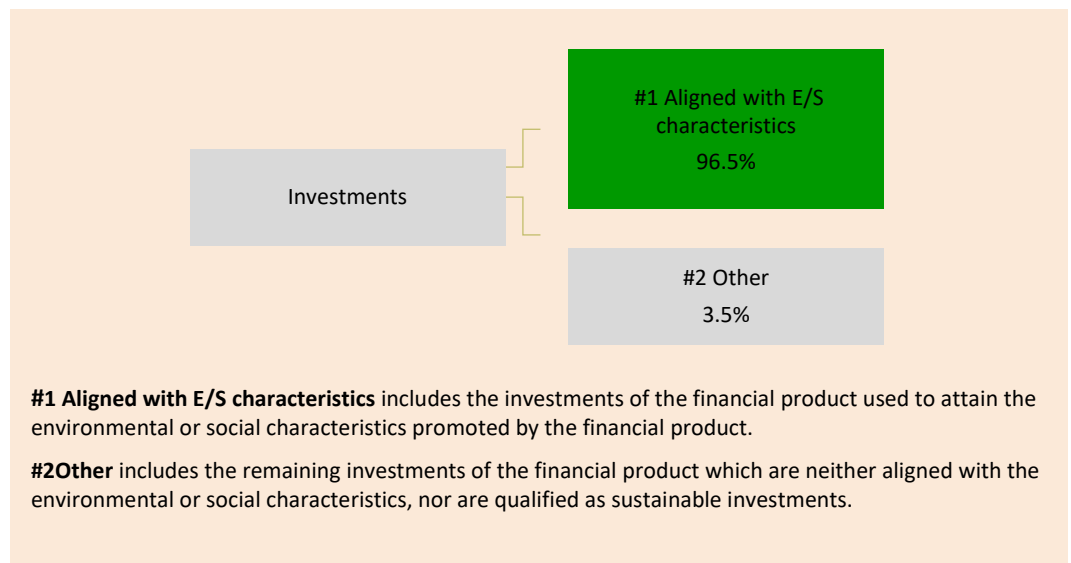 #1 Aligned with E/S
characteristics
96.5%
Investments
#2 Other
3.5%
#1 Aligned with E/S characteristics includes the investments of the financial product used to attain the
environmental or social characteristics promoted by the financial product.
#2Other includes the remaining investments of the financial product which are neither aligned with the
environmental or social characteristics, nor are qualified as sustainable investments.